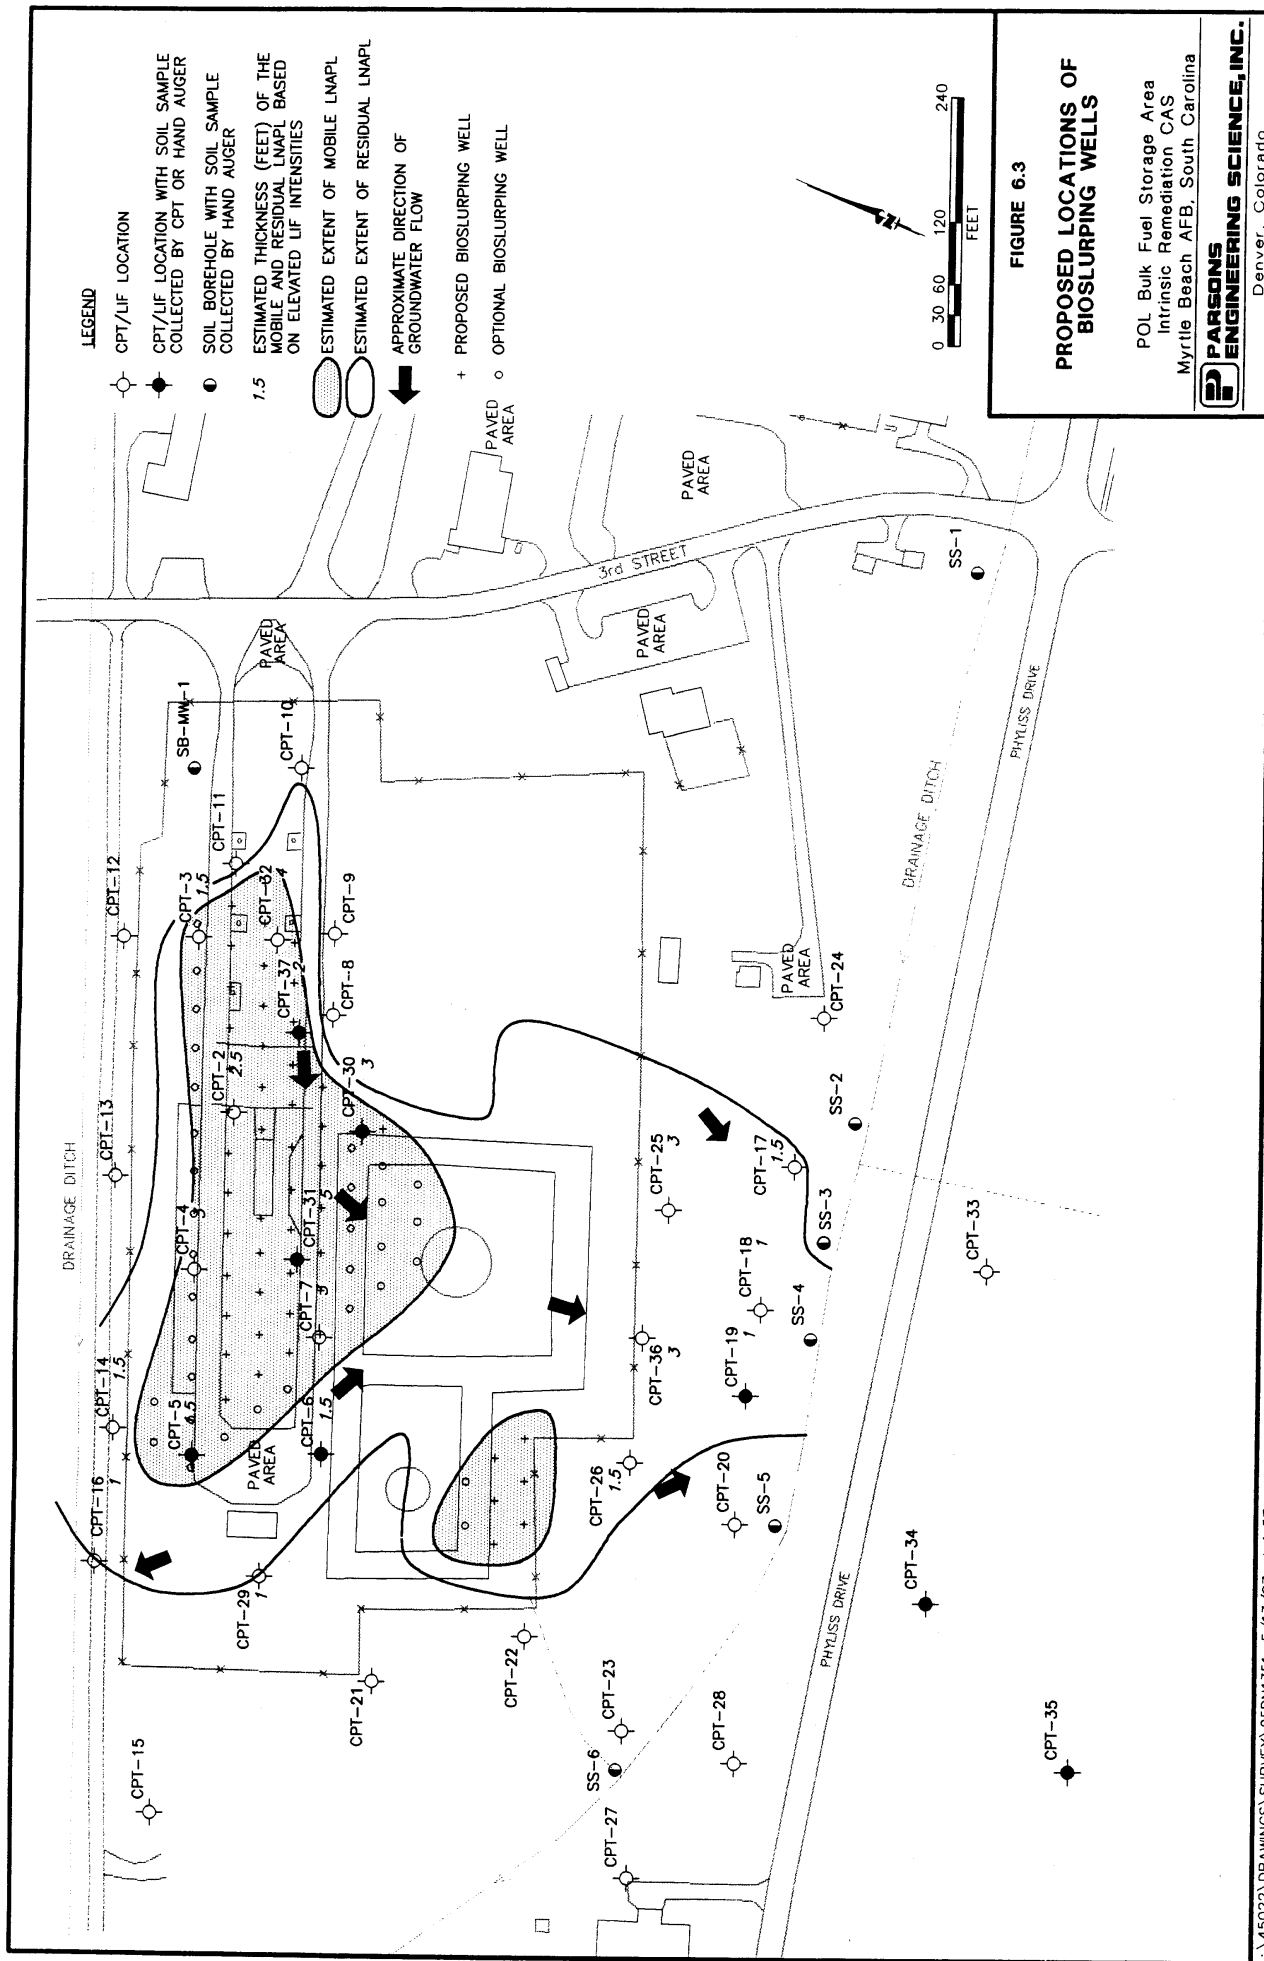 LEGEND
CPT/LIF LOCATION
CPT/LIF LOCATION WITH SOIL SAMPLE
COLLECTED BY CPT OR HAND AUGER
SOIL BOREHOLE WITH SOIL SAMPLE
COLLECTED BY HAND AUGER
1.5
ESTIMATED THICKNESS (FEET) OF THE
MOBILE AND RESIDUAL LNAPL BASED
ON ELEVATED LIF INTENSITIES
ESTIMATED EXTENT OF MOBILE LNAPL
ESTIMATED EXTENT OF RESIDUAL LNAPL
APPROXIMATE DIRECTION OF
GROUNDWATER FLOW
+ PROPOSED BIOSLURPING WELL
o OPTIONAL BIOSLURPING WELL
DRAINAGE DITCH
CPT-15
CPT-16
1
CPT-14
1.5
CPT-13
CPT-12
SB-MW-1
CPT-5
4.5
CPT-4
3
CPT-2
2.5
CPT-3
1.5
CPT-11
CPT-10
PAVED
AREA
CPT-29
1
PAVED
AREA
CPT-6
1.5
CPT-7
3
CPT-31
5
CPT-30
3
CPT-37
2
CPT-32
4
CPT-8
CPT-9
PAVED
AREA
PAVED
AREA
3rd STREET
PAVED
AREA
CPT-21
CPT-22
CPT-23
SS-6
CPT-27
CPT-28
CPT-26
1.5
CPT-36
3
CPT-25
3
CPT-20
SS-5
CPT-19
1
CPT-18
1
SS-4
SS-3
CPT-17
1.5
SS-2
CPT-24
PAVED
AREA
DRAINAGE DITCH
SS-1
PHYLISS DRIVE
PHYLISS DRIVE
CPT-33
CPT-34
CPT-35
N
0 30 60 120 240
FEET
FIGURE 6.3
PROPOSED LOCATIONS OF
BIOSLURPING WELLS
POL Bulk Fuel Storage Area
Intrinsic Remediation CAS
Myrtle Beach AFB, South Carolina
PARSONS
ENGINEERING SCIENCE, INC.
Denver, Colorado